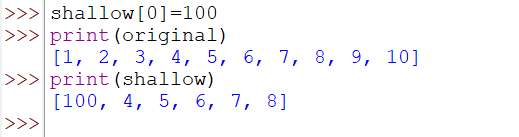 >>> shallow[0]=100
>>> print(original)
[1, 2, 3, 4, 5, 6, 7, 8, 9, 10]
>>> print(shallow)
[100, 4, 5, 6, 7, 8]
>>>